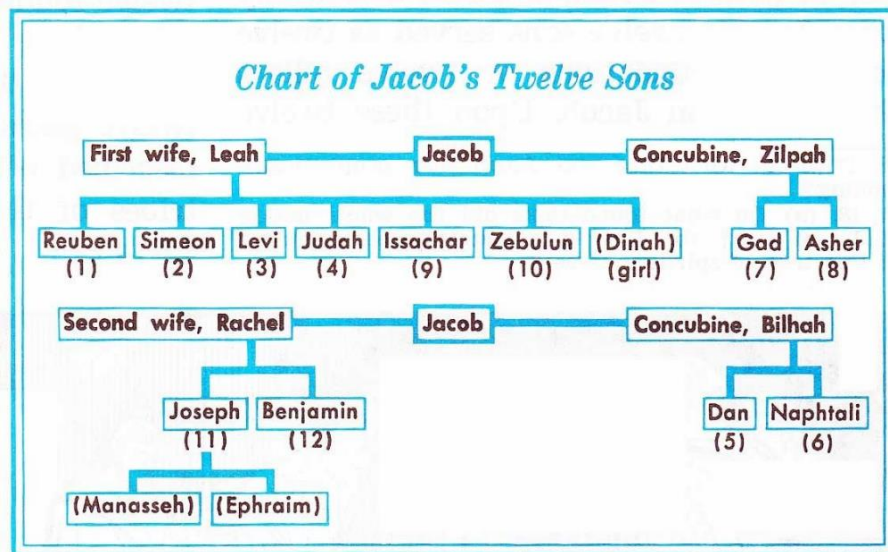 Chart of Jacob's Twelve Sons
First wife, Leah Jacob Concubine, Zilpah
Reuben Simeon Levi Judah Issachar Zebulun (Dinah) Gad Asher
(1) (2) (3) (4) (9) (10) (girl) (7) (8)
Second wife, Rachel Jacob Concubine, Bilhah
Joseph Benjamin Dan Naphtali
(11) (12) (5) (6)
(Manasseh) (Ephraim)